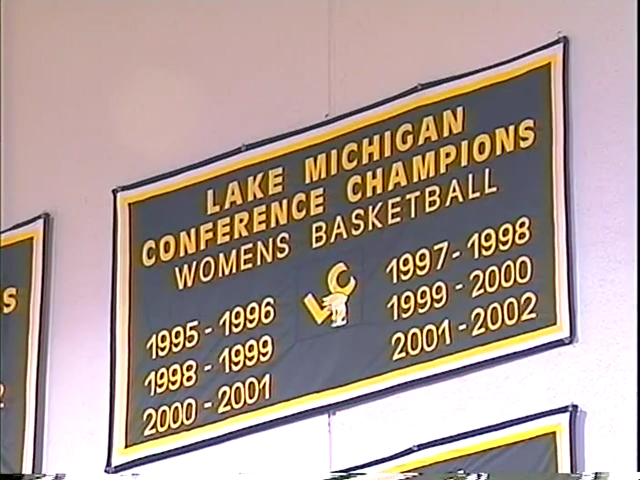 LAKE MICHIGAN
CONFERENCE CHAMPIONS
WOMENS BASKETBALL
1995 - 1996
1997 - 1998
1998 - 1999
1999 - 2000
2000 - 2001
2001 - 2002
S